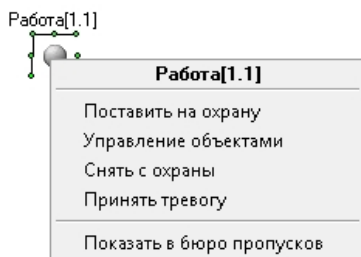 Работа[1.1]
Работа[1.1]
Поставить на охрану
Управление объектами
Снять с охраны
Принять тревогу
Показать в бюро пропусков